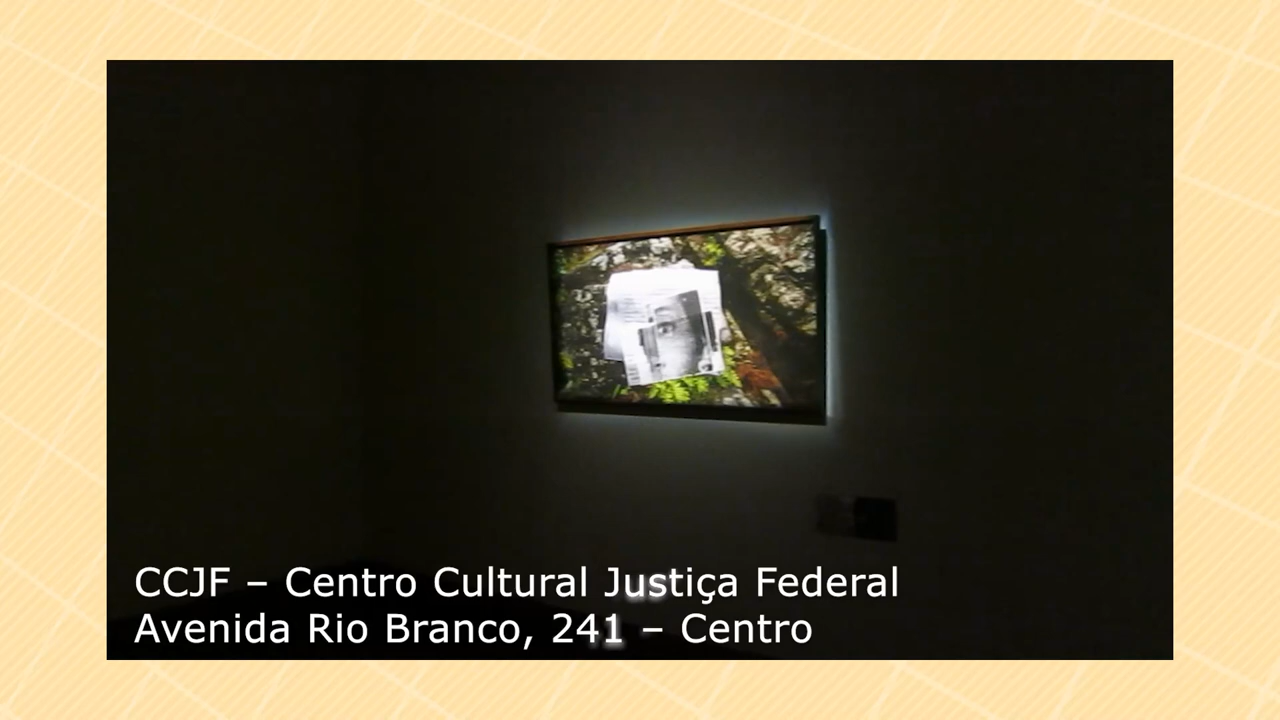 CCJF – Centro Cultural Justiça Federal
Avenida Rio Branco, 241 – Centro